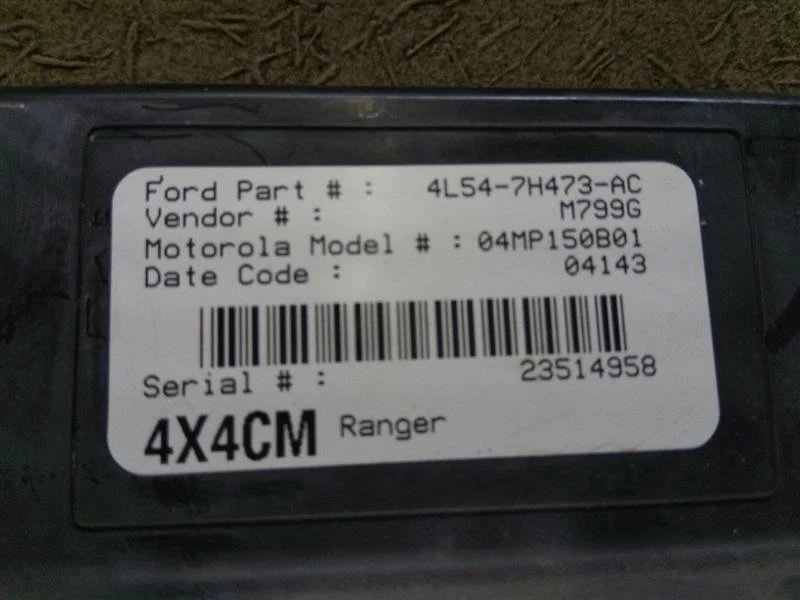 Ford Part # : 4L54-7H473-AC
Vendor # : M799G
Motorola Model # : 04MP150B01
Date Code : 04143
Serial # : 23514958
4X4CM Ranger